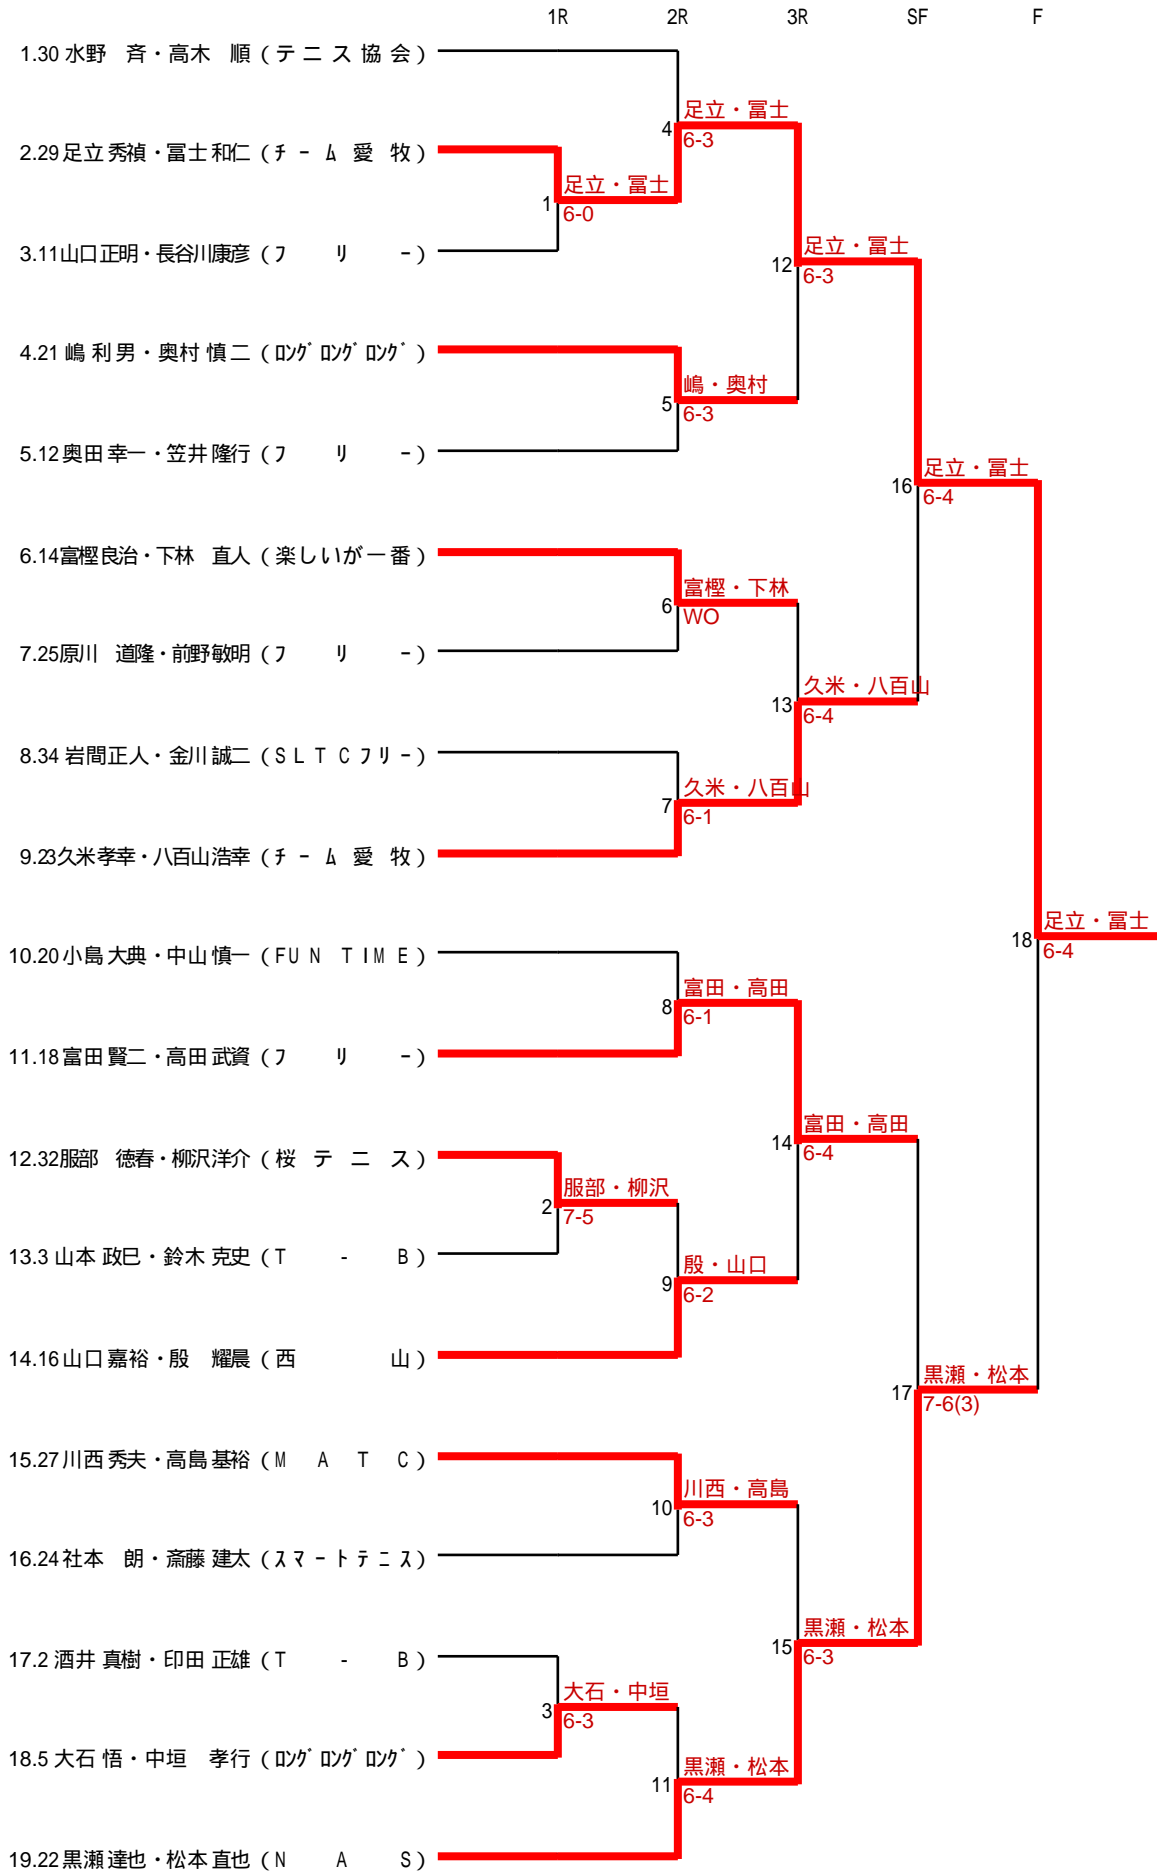 1R 2R 3R SF F
1.30 水野　斉・高木　順 (テニス協会)
足立・冨士
4
6-3
2.29 足立 秀禎・冨士 和仁 (チーム愛牧)
足立・冨士
1
6-0
3.11 山口正明・長谷川康彦 (フリー)
足立・冨士
12
6-3
4.21 嶋 利男・奥村 慎二 (ロングロングロング)
嶋・奥村
5
6-3
5.12 奥田 幸一・笠井 隆行 (フリー)
足立・冨士
16
6-4
6.14 富樫良治・下林　直人 (楽しいが一番)
富樫・下林
6
WO
7.25 原川　道隆・前野敏明 (フリー)
久米・八百山
13
6-4
8.34 岩間正人・金川 誠二 (SLTCフリー)
久米・八百山
7
6-1
9.23 久米孝幸・八百山浩幸 (チーム愛牧)
足立・冨士
18
6-4
10.20 小島 大典・中山 慎一 (FUN TIME)
富田・高田
8
6-1
11.18 富田 賢二・高田 武資 (フリー)
富田・高田
14
6-4
12.32 服部　徳春・柳沢洋介 (桜テニス)
服部・柳沢
2
7-5
13.3 山本 政巳・鈴木 克史 (T-B)
殷・山口
9
6-2
14.16 山口 嘉裕・殷　耀晨 (西山)
黒瀬・松本
17
7-6(3)
15.27 川西 秀夫・高島 基裕 (MATC)
川西・高島
10
6-3
16.24 社本　朗・斎藤 建太 (スマートテニス)
黒瀬・松本
15
6-3
17.2 酒井 真樹・印田 正雄 (T-B)
大石・中垣
3
6-3
18.5 大石 悟・中垣　孝行 (ロングロングロング)
黒瀬・松本
11
6-4
19.22 黒瀬 達也・松本 直也 (NAS)